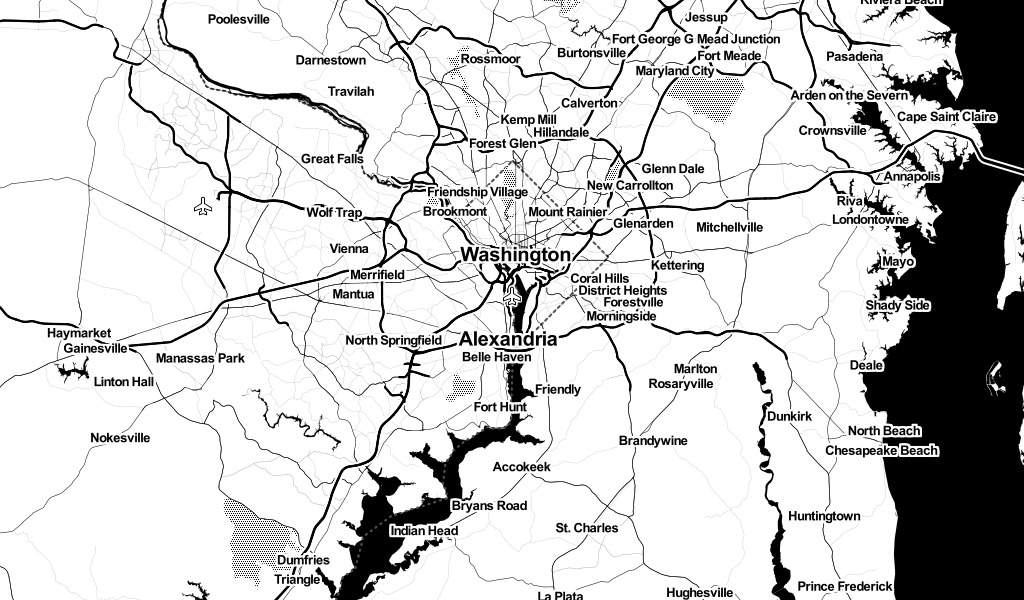 Riviera Beach
Poolesville
Jessup
Fort George G Mead Junction
Burtonsville
Fort Meade
Pasadena
Rossmoor
Darnestown
Maryland City
Travilah
Arden on the Severn
Calverton
Cape Saint Claire
Kemp Mill
Hillandale
Crownsville
Forest Glen
Great Falls
Glenn Dale
Annapolis
New Carrollton
Friendship Village
Riva
Brookmont
Mount Rainier
Wolf Trap
Londontowne
Glenarden
Mitchellville
Vienna
Washington
Mayo
Kettering
Merrifield
Coral Hills
District Heights
Mantua
Forestville
Shady Side
Morningside
Haymarket
North Springfield
Alexandria
Gainesville
Belle Haven
Manassas Park
Deale
Marlton
Linton Hall
Rosaryville
Friendly
Fort Hunt
Dunkirk
North Beach
Nokesville
Brandywine
Chesapeake Beach
Accokeek
Bryans Road
Huntingtown
St. Charles
Indian Head
Dumfries
Triangle
Prince Frederick
Hughesville
La Plata